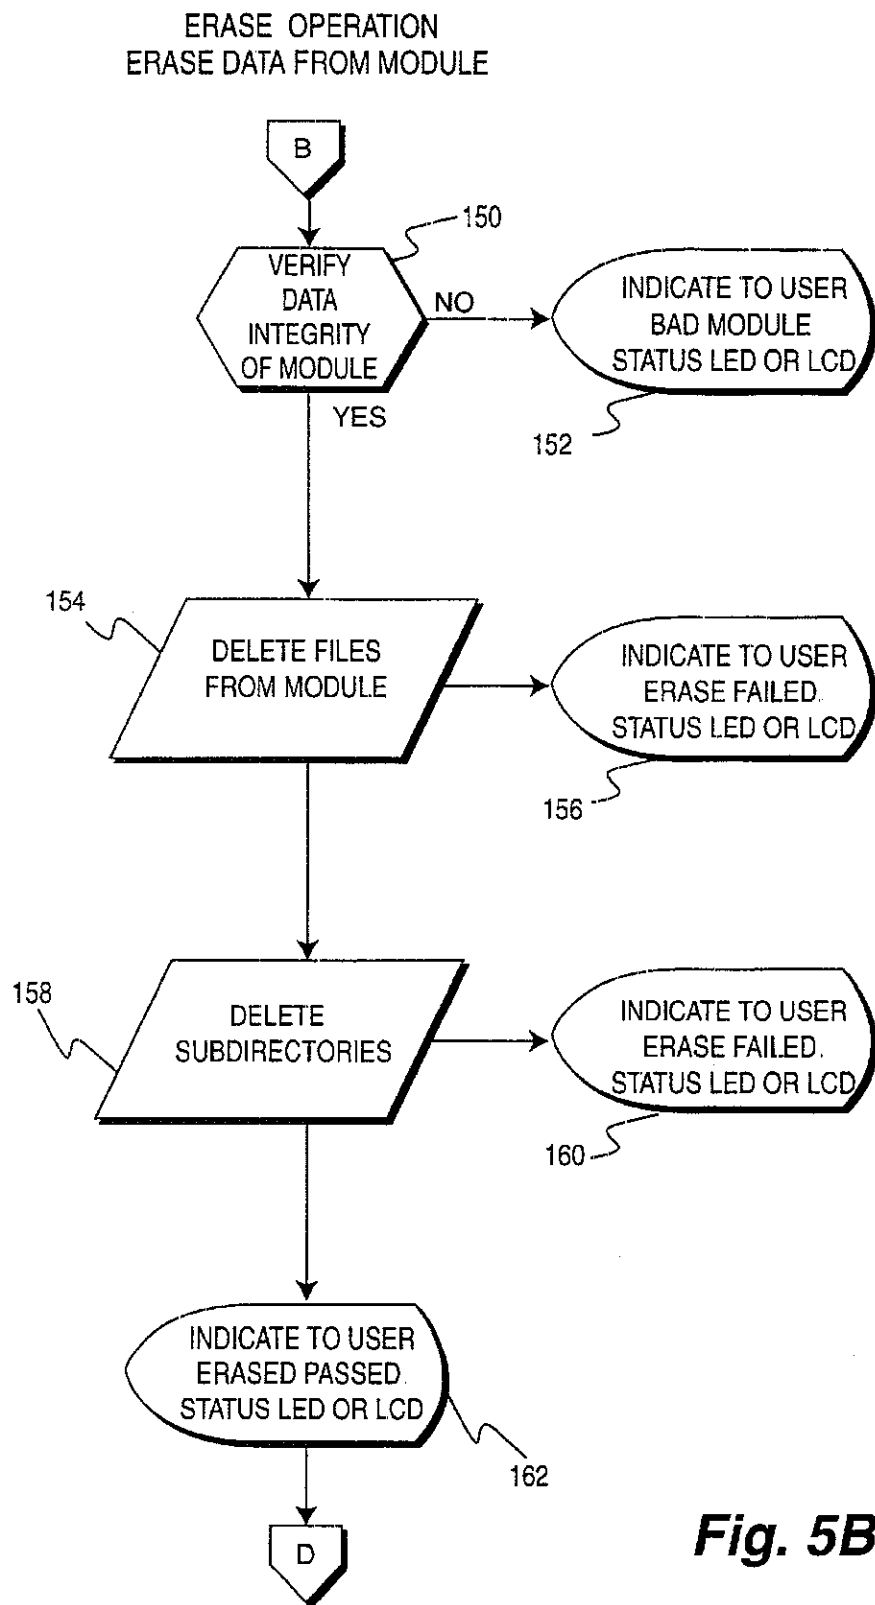 ERASE OPERATION
ERASE DATA FROM MODULE
B
150
VERIFY
DATA
INTEGRITY
OF MODULE
NO
YES
INDICATE TO USER
BAD MODULE
STATUS LED OR LCD
152
154
DELETE FILES
FROM MODULE
INDICATE TO USER
ERASE FAILED.
STATUS LED OR LCD
156
158
DELETE
SUBDIRECTORIES
INDICATE TO USER
ERASE FAILED.
STATUS LED OR LCD
160
INDICATE TO USER
ERASED PASSED.
STATUS LED OR LCD
162
D
Fig. 5B